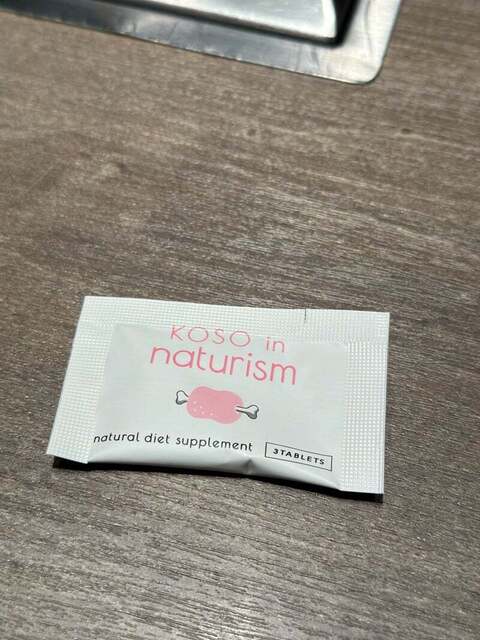 KOSO in
naturism
natural diet supplement
3TABLETS